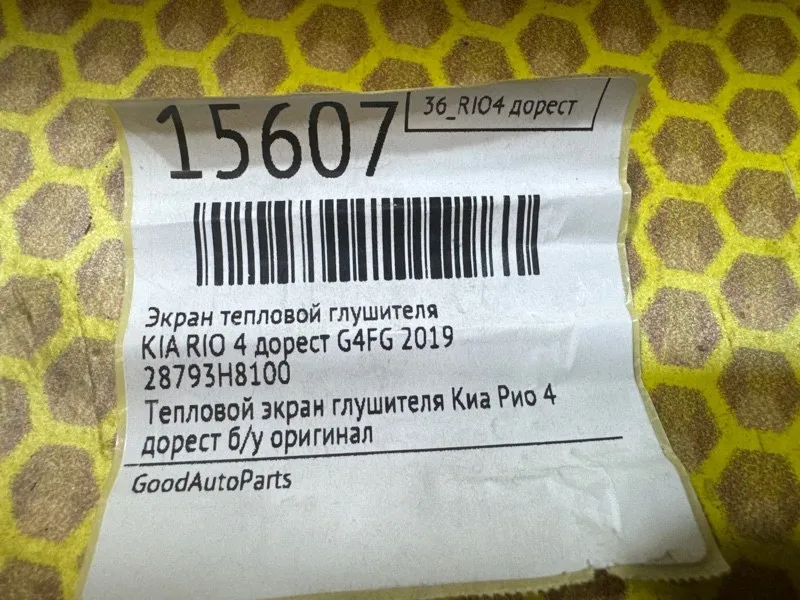 15607
36_RIO4 дорест
Экран тепловой глушителя
KIA RIO 4 дорест G4FG 2019
28793H8100
Тепловой экран глушителя Киа Рио 4
дорест б/у оригинал
GoodAutoParts